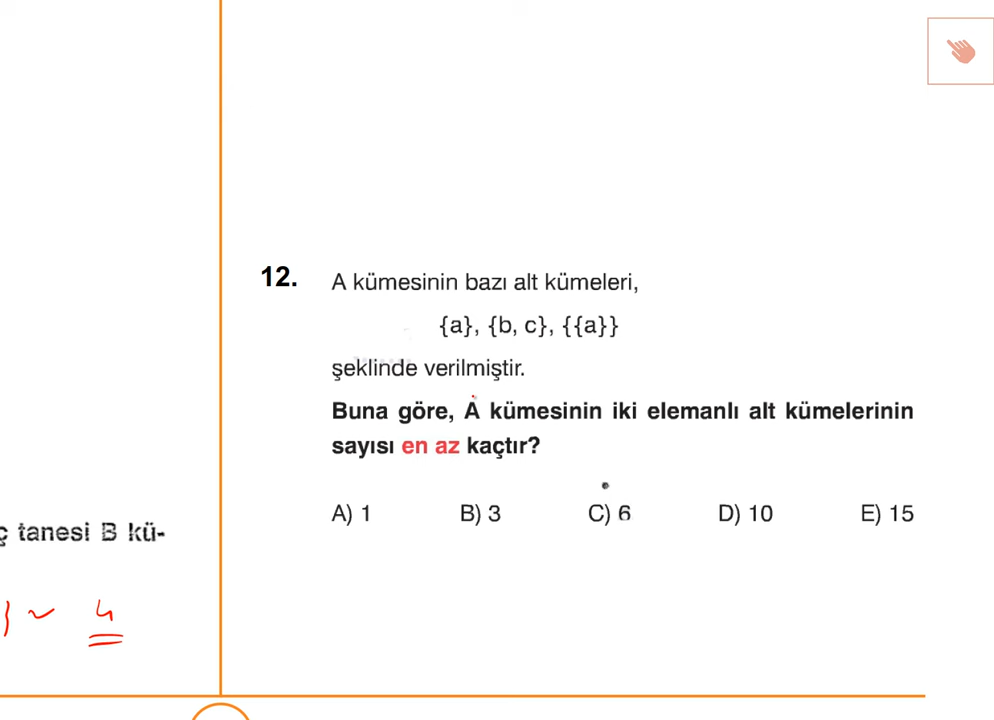 12. A kümesinin bazı alt kümeleri,
{a}, {b, c}, {{a}}
şeklinde verilmiştir.
Buna göre, A kümesinin iki elemanlı alt kümelerinin
sayısı en az kaçtır?
A) 1 B) 3 C) 6 D) 10 E) 15
ç tanesi B kü-
} ~ 4